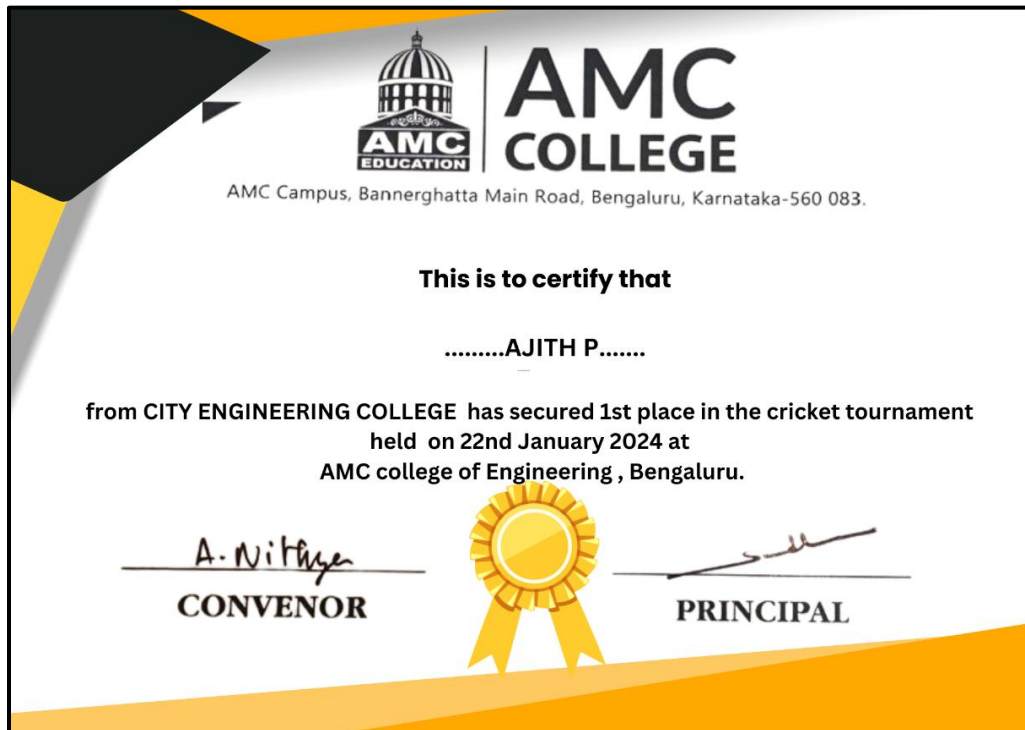 AMC
EDUCATION
AMC
COLLEGE
AMC Campus, Bannerghatta Main Road, Bengaluru, Karnataka-560 083.
This is to certify that
.........AJITH P.......
from CITY ENGINEERING COLLEGE has secured 1st place in the cricket tournament
held on 22nd January 2024 at
AMC college of Engineering , Bengaluru.
A. Nithya
CONVENOR
PRINCIPAL